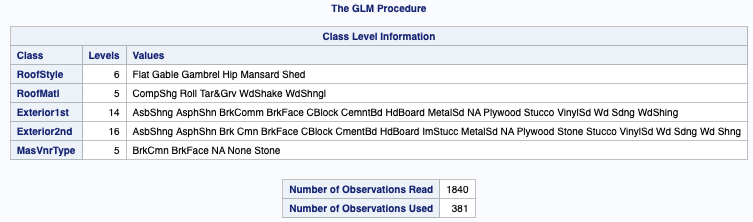 The GLM Procedure
Class Level Information
Class Levels Values
RoofStyle 6 Flat Gable Gambrel Hip Mansard Shed
RoofMatl 5 CompShg Roll Tar&Grv WdShake WdShngl
Exterior1st 14 AsbShng AsphShn BrkComm BrkFace CBlock CemntBd HdBoard MetalSd NA Plywood Stucco VinylSd Wd Sdng WdShing
Exterior2nd 16 AsbShng AsphShn Brk Cmn BrkFace CBlock CmentBd HdBoard ImStucc MetalSd NA Plywood Stone Stucco VinylSd Wd Sdng Wd Shng
MasVnrType 5 BrkCmn BrkFace NA None Stone
Number of Observations Read 1840
Number of Observations Used 381